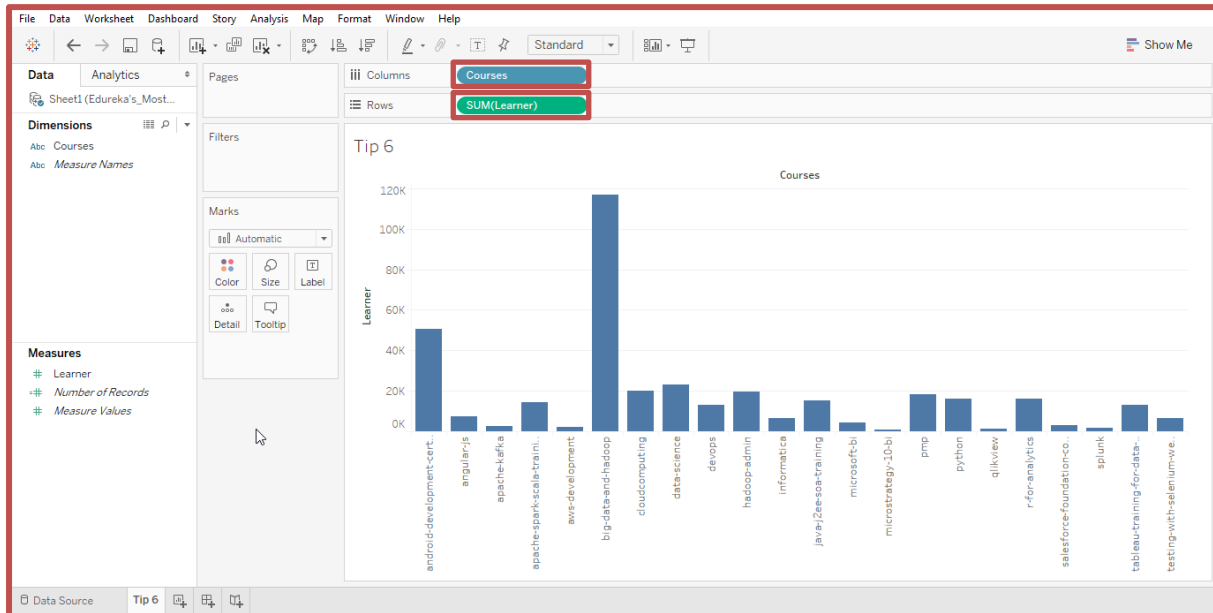 File Data Worksheet Dashboard Story Analysis Map Format Window Help
Standard
Show Me
Data Analytics
Sheet1 (Edureka's_Most...
Dimensions
Abc Courses
Abc Measure Names
Measures
# Learner
=# Number of Records
# Measure Values
Pages
Filters
Marks
Automatic
Color Size Label
Detail Tooltip
iii Columns Courses
Rows SUM(Learner)
Tip 6
Courses
120K
100K
80K
60K
40K
20K
0K
Learner
android-development-cert..
angular-js
apache-kafka
apache-spark-scala-traini..
aws-development
big-data-and-hadoop
cloudcomputing
data-science
devops
hadoop-admin
informatica
java-j2ee-soa-training
microsoft-bi
microstrategy-10-bi
pmp
python
qlikview
r-for-analytics
salesforce-foundation-co..
splunk
tableau-training-for-data-..
testing-with-selenium-we..
Data Source Tip 6